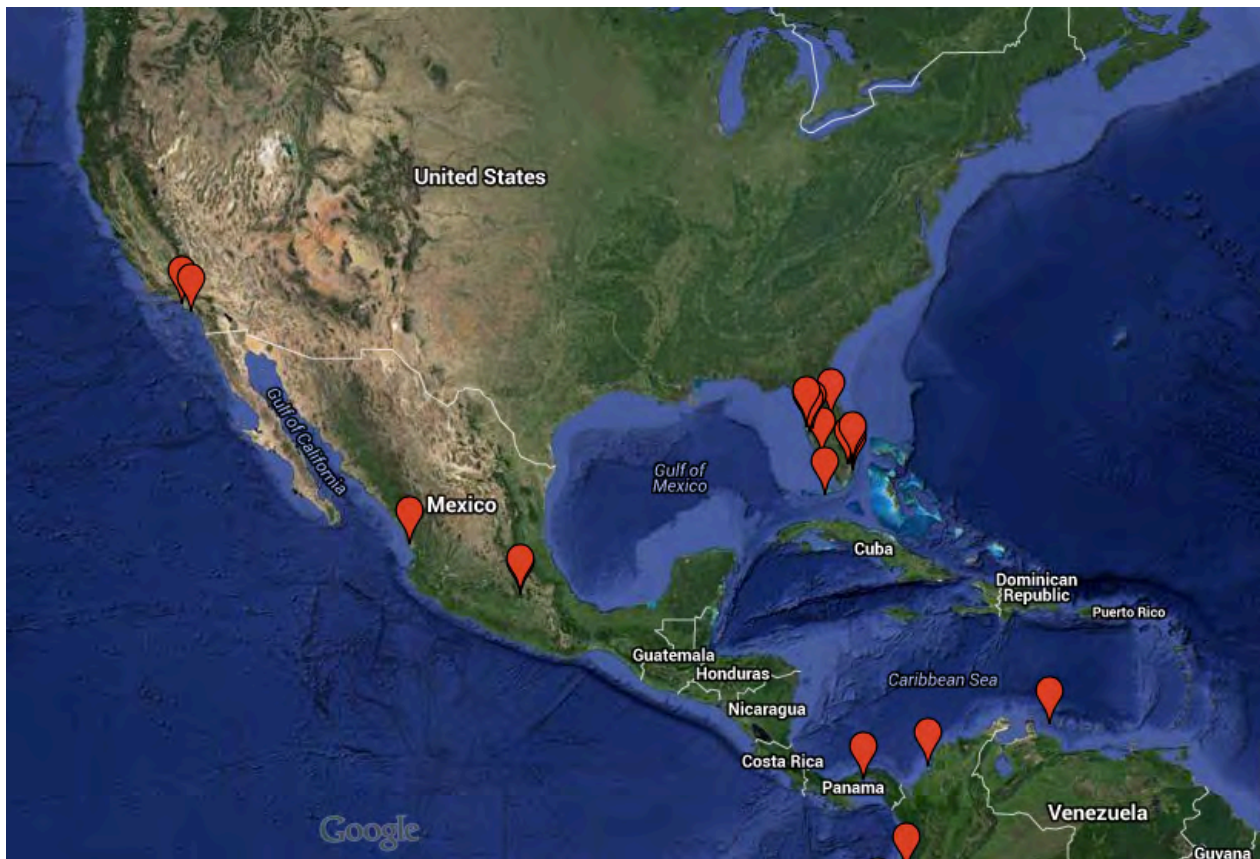 United States
Gulf of
California
Gulf of
Mexico
Mexico
Cuba
Dominican
Republic
Puerto Rico
Guatemala
Honduras
Caribbean Sea
Nicaragua
Costa Rica
Panama
Venezuela
Google
Guyana